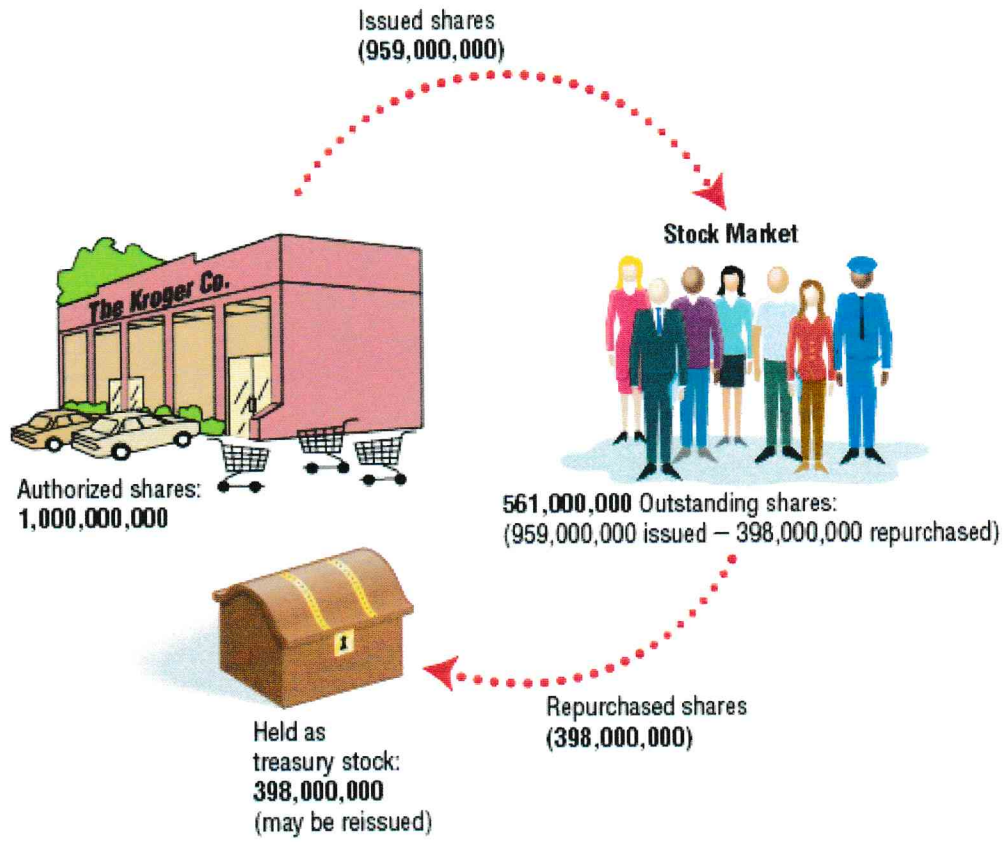 Issued shares
(959,000,000)
Stock Market
The Kroger Co.
Authorized shares:
1,000,000,000
561,000,000 Outstanding shares:
(959,000,000 issued – 398,000,000 repurchased)
Repurchased shares
(398,000,000)
Held as
treasury stock:
398,000,000
(may be reissued)